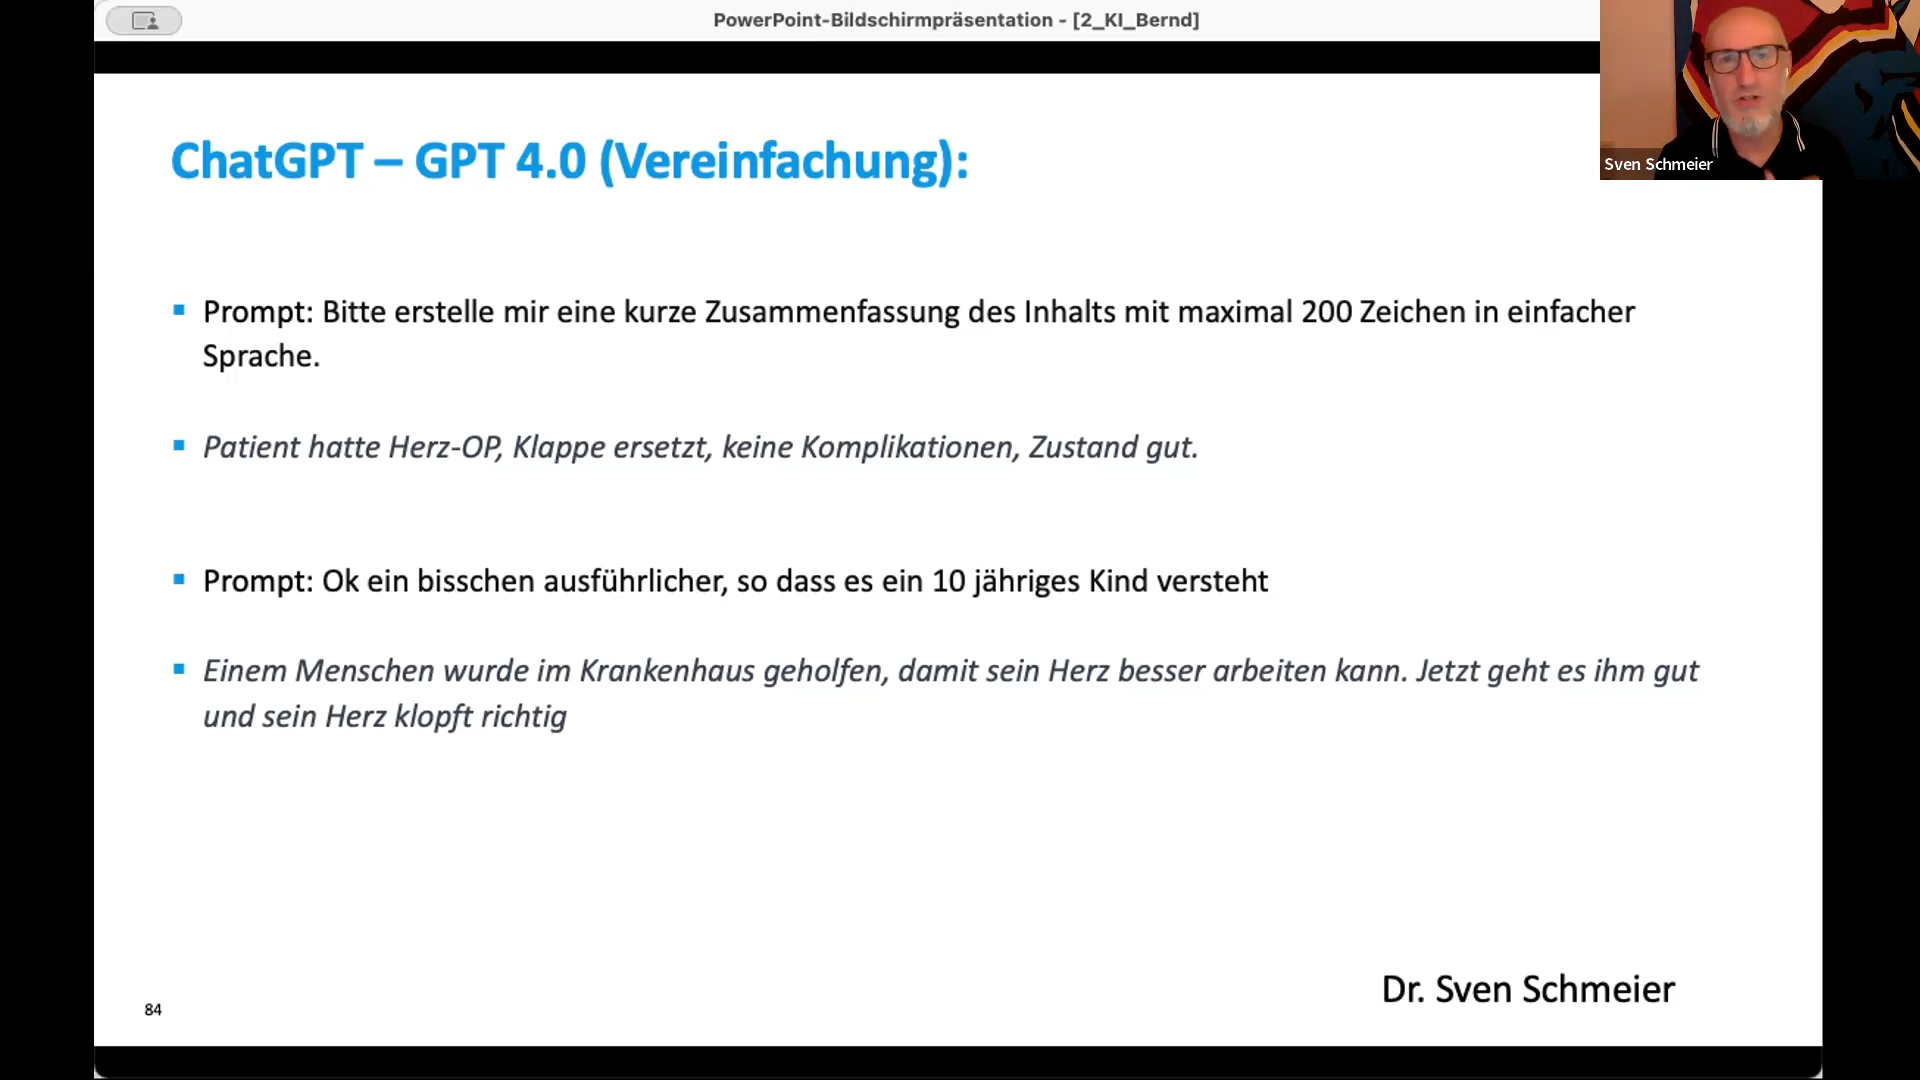 PowerPoint-Bildschirmpräsentation - [2_KI_Bernd]
Sven Schmeier
ChatGPT – GPT 4.0 (Vereinfachung):
Prompt: Bitte erstelle mir eine kurze Zusammenfassung des Inhalts mit maximal 200 Zeichen in einfacher
Sprache.
Patient hatte Herz-OP, Klappe ersetzt, keine Komplikationen, Zustand gut.
Prompt: Ok ein bisschen ausführlicher, so dass es ein 10 jähriges Kind versteht
Einem Menschen wurde im Krankenhaus geholfen, damit sein Herz besser arbeiten kann. Jetzt geht es ihm gut
und sein Herz klopft richtig
Dr. Sven Schmeier
84